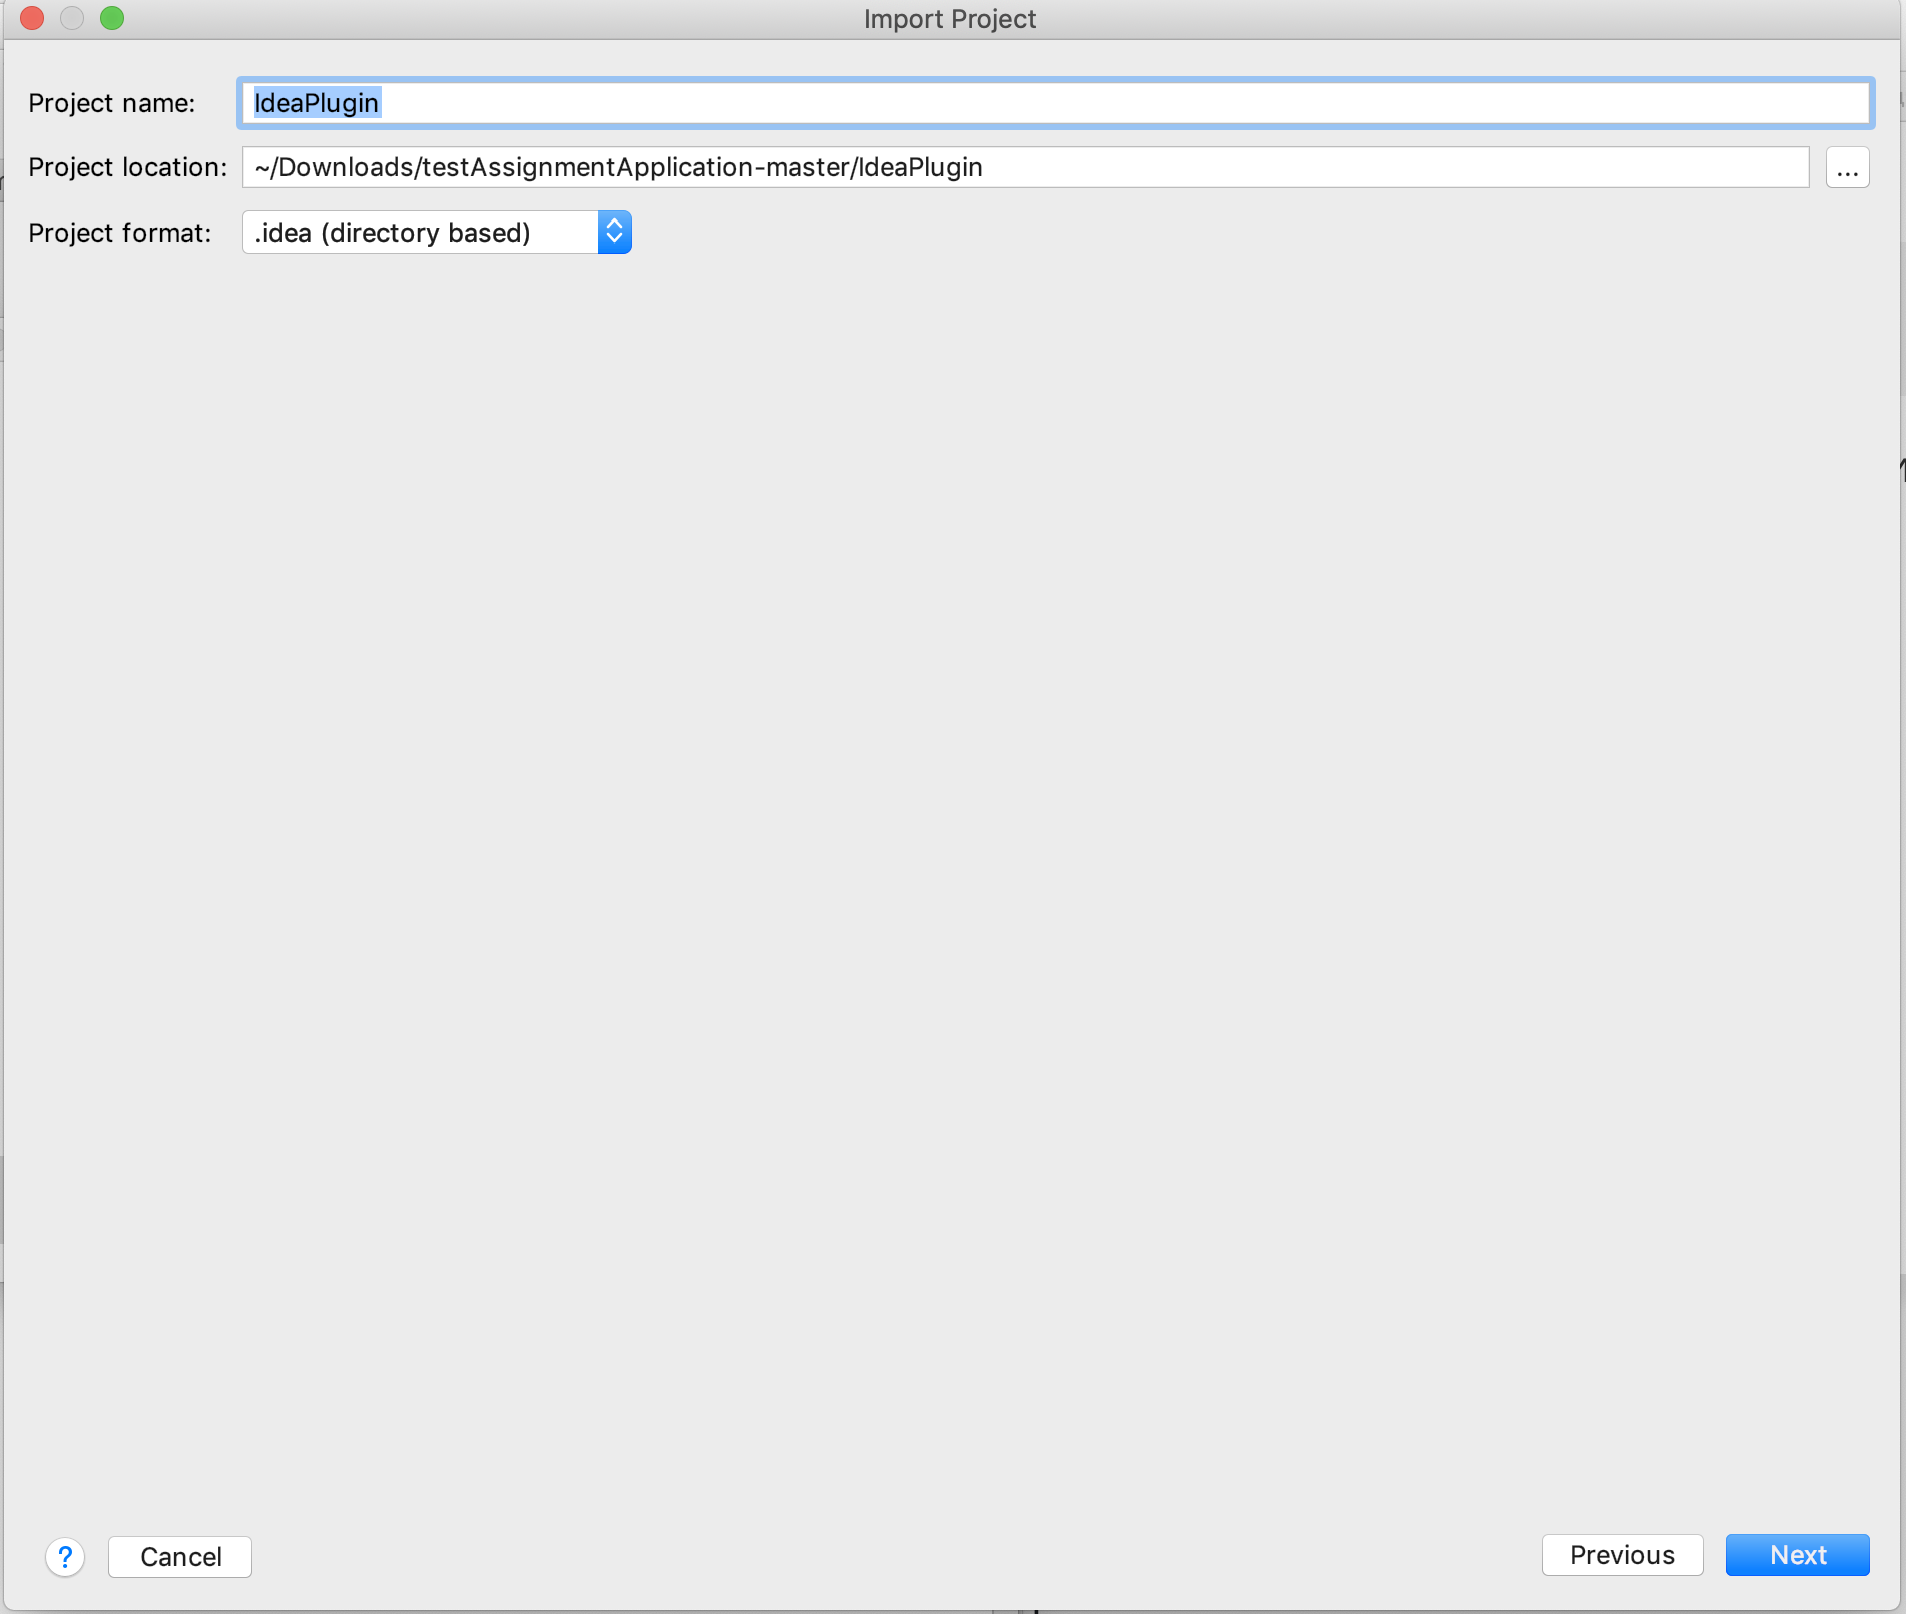 Import Project
Project name: IdeaPlugin
Project location: ~/Downloads/testAssignmentApplication-master/IdeaPlugin ...
Project format: .idea (directory based)
? Cancel Previous Next